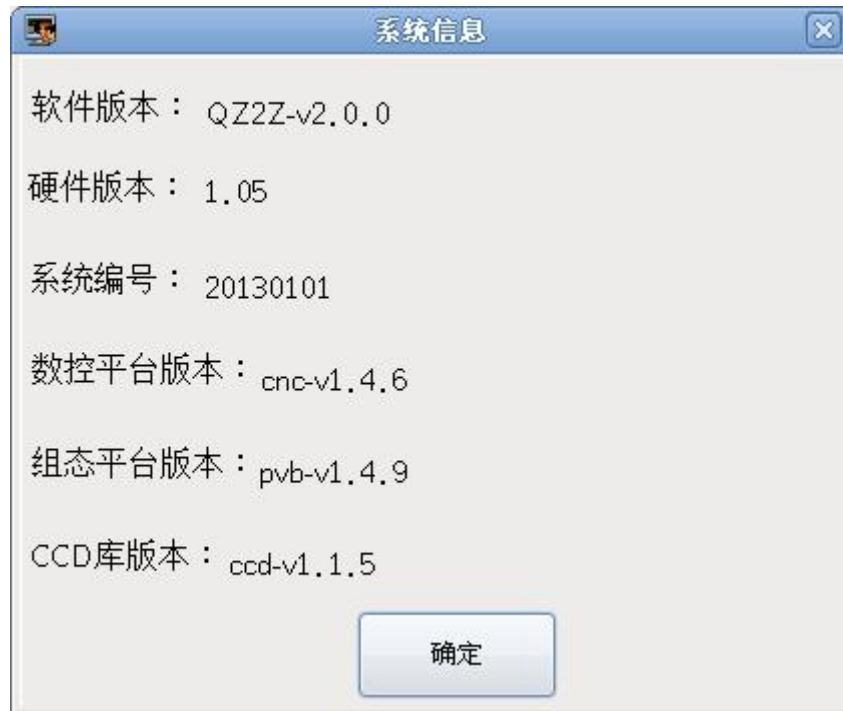 系统信息
软件版本： QZ2Z-v2.0.0
硬件版本： 1.05
系统编号： 20130101
数控平台版本：cnc-v1.4.6
组态平台版本：pvb-v1.4.9
CCD库版本：ccd-v1.1.5
确定